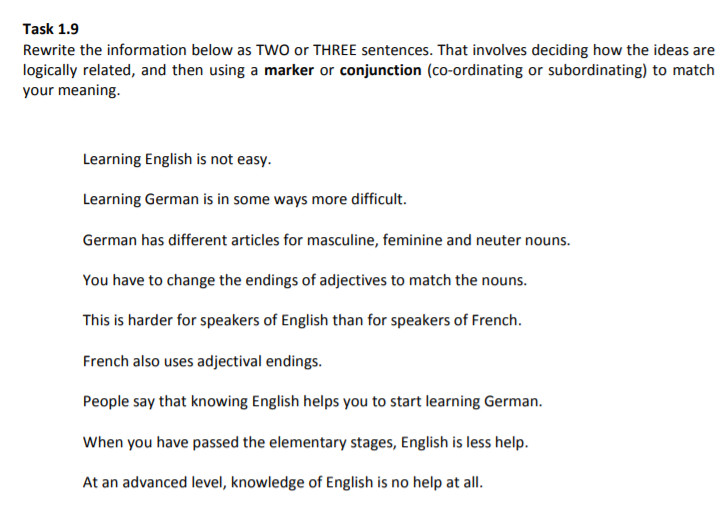 Task 1.9
Rewrite the information below as TWO or THREE sentences. That involves deciding how the ideas are
logically related, and then using a marker or conjunction (co-ordinating or subordinating) to match
your meaning.
Learning English is not easy.
Learning German is in some ways more difficult.
German has different articles for masculine, feminine and neuter nouns.
You have to change the endings of adjectives to match the nouns.
This is harder for speakers of English than for speakers of French.
French also uses adjectival endings.
People say that knowing English helps you to start learning German.
When you have passed the elementary stages, English is less help.
At an advanced level, knowledge of English is no help at all.